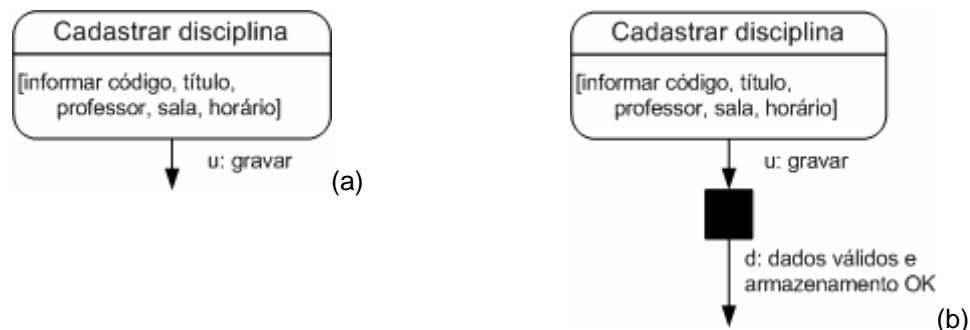 Cadastrar disciplina
[informar código, título,
professor, sala, horário]
u: gravar
(a)
Cadastrar disciplina
[informar código, título,
professor, sala, horário]
u: gravar
d: dados válidos e
armazenamento OK
(b)